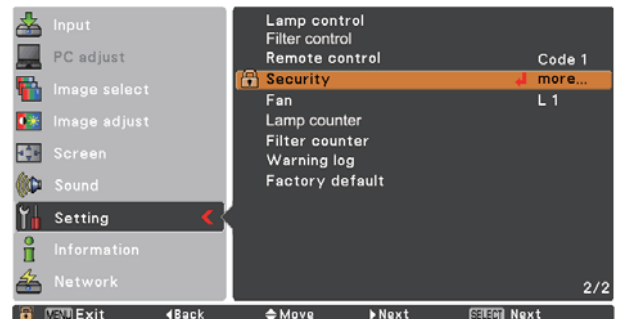 Input
PC adjust
Image select
Image adjust
Screen
Sound
Setting
Information
Network
Lamp control
Filter control
Remote control Code 1
Security more...
Fan L 1
Lamp counter
Filter counter
Warning log
Factory default
2/2
MENU Exit Back Move Next SELECT Next